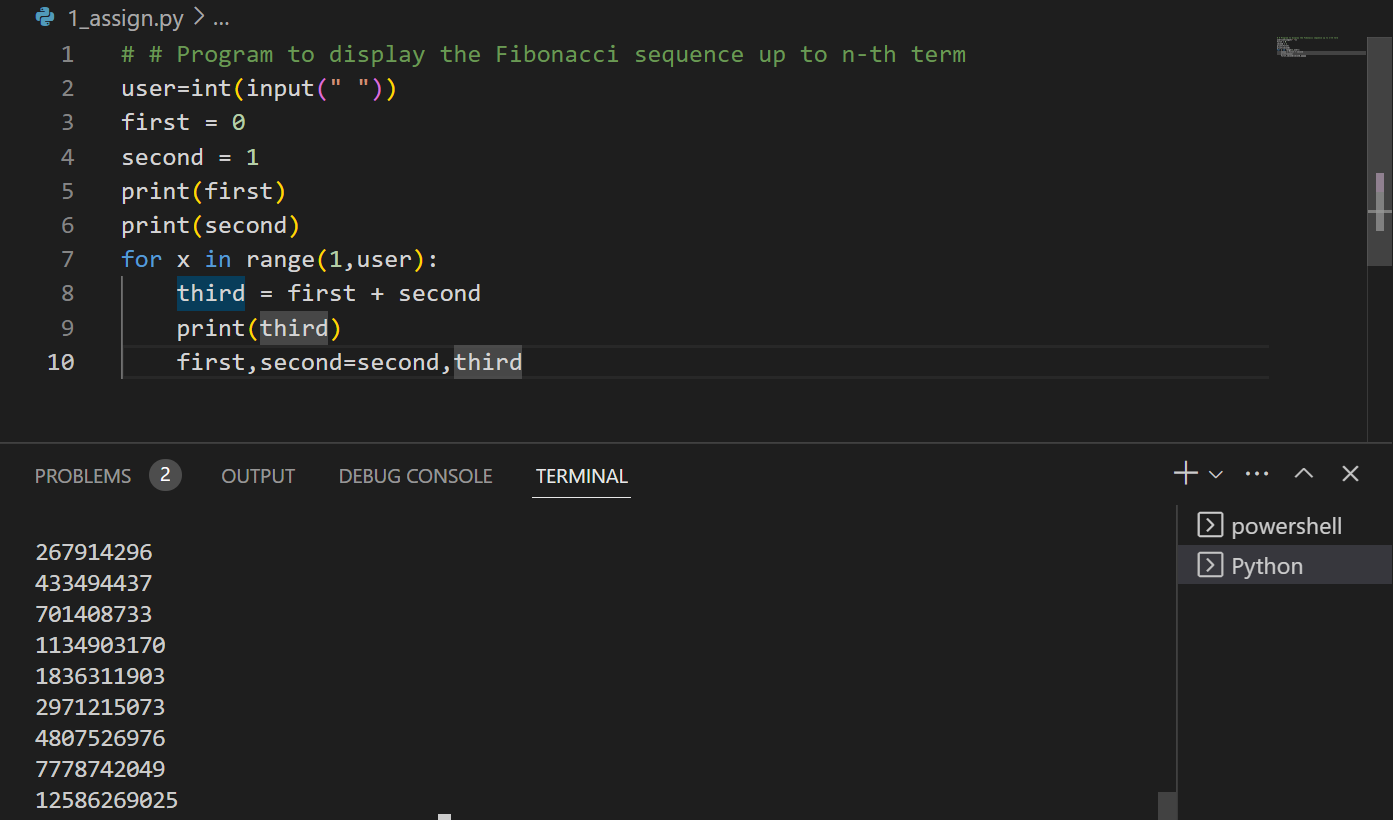 1_assign.py > ...
1 # # Program to display the Fibonacci sequence up to n-th term
2 user=int(input(" "))
3 first = 0
4 second = 1
5 print(first)
6 print(second)
7 for x in range(1,user):
8     third = first + second
9     print(third)
10     first,second=second,third
PROBLEMS 2 OUTPUT DEBUG CONSOLE TERMINAL
powershell
Python
267914296
433494437
701408733
1134903170
1836311903
2971215073
4807526976
7778742049
12586269025